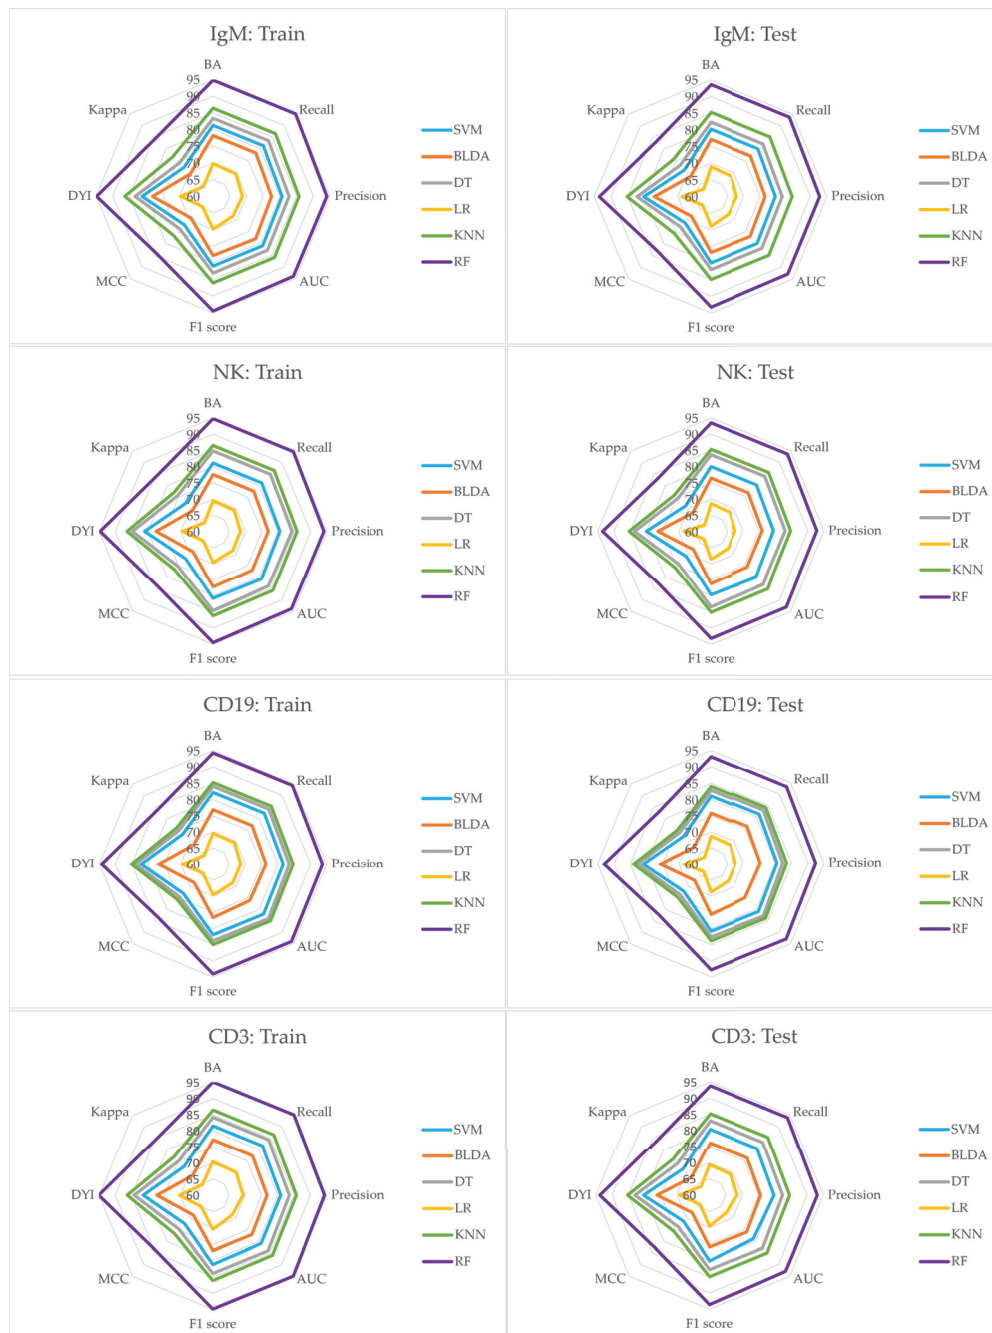 IgM: Train
BA
Recall
Precision
AUC
F1 score
MCC
DYI
Kappa
95
90
85
80
75
70
65
60
SVM
BLDA
DT
LR
KNN
RF
IgM: Test
BA
Recall
Precision
AUC
F1 score
MCC
DYI
Kappa
95
90
85
80
75
70
65
60
SVM
BLDA
DT
LR
KNN
RF
NK: Train
BA
Recall
Precision
AUC
F1 score
MCC
DYI
Kappa
95
90
85
80
75
70
65
60
SVM
BLDA
DT
LR
KNN
RF
NK: Test
BA
Recall
Precision
AUC
F1 score
MCC
DYI
Kappa
95
90
85
80
75
70
65
60
SVM
BLDA
DT
LR
KNN
RF
CD19: Train
BA
Recall
Precision
AUC
F1 score
MCC
DYI
Kappa
95
90
85
80
75
70
65
60
SVM
BLDA
DT
LR
KNN
RF
CD19: Test
BA
Recall
Precision
AUC
F1 score
MCC
DYI
Kappa
95
90
85
80
75
70
65
60
SVM
BLDA
DT
LR
KNN
RF
CD3: Train
BA
Recall
Precision
AUC
F1 score
MCC
DYI
Kappa
95
90
85
80
75
70
65
60
SVM
BLDA
DT
LR
KNN
RF
CD3: Test
BA
Recall
Precision
AUC
F1 score
MCC
DYI
Kappa
95
90
85
80
75
70
65
60
SVM
BLDA
DT
LR
KNN
RF